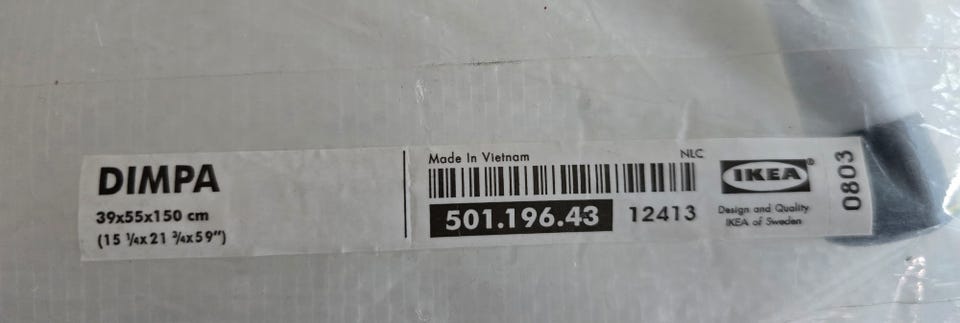 DIMPA
39x55x150 cm
(15 ¼x21 ¾x59")
Made In Vietnam
NLC
501.196.43
12413
IKEA®
Design and Quality
IKEA of Sweden
0803